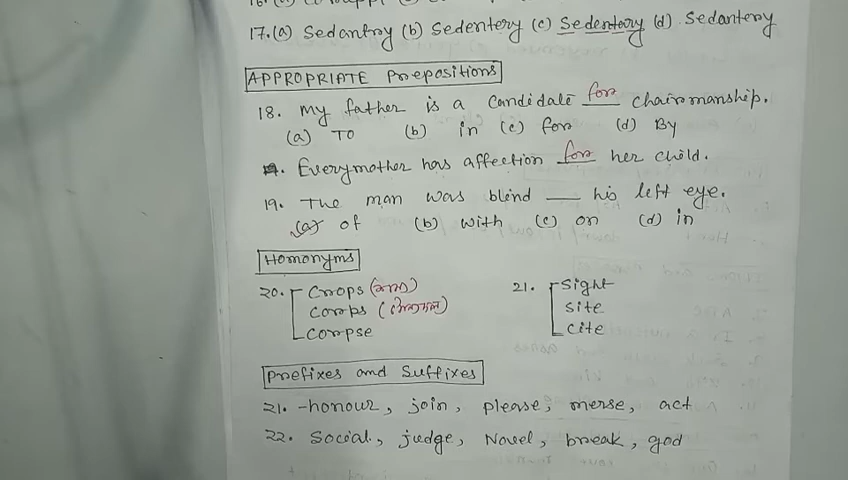 17.(a) Sedantry (b) Sedentery (c) Sedentary (d) Sedantery
APPROPRIATE Prepositions
18. My father is a candidate for chairmanship.
(a) TO (b) in (c) for (d) By
Every mother has affection for her child.
19. The man was blind ___ his left eye.
(a) of (b) with (c) on (d) in
Homonyms
20. Crops 21. Sight
corps site
corpse cite
Prefixes and Suffixes
21. -honour, join, please, merse, act
22. Social, judge, Novel, break, god